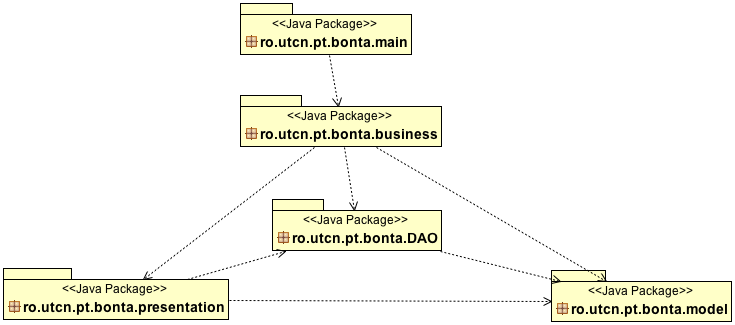 <<Java Package>>
ro.utcn.pt.bonta.main
<<Java Package>>
ro.utcn.pt.bonta.business
<<Java Package>>
ro.utcn.pt.bonta.DAO
<<Java Package>>
ro.utcn.pt.bonta.presentation
<<Java Package>>
ro.utcn.pt.bonta.model